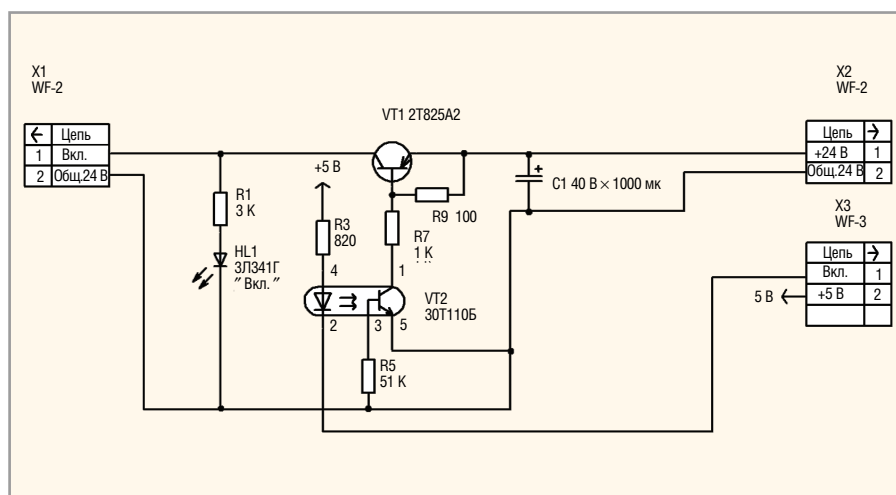 X1
WF-2
X2
WF-2
VT1 2T825A2
Цепь
1 Вкл.
2 Общ.24 В
Цепь
+24 В 1
Общ.24 В 2
+5 В
+
C1 40 В × 1000 мк
R1
3 K
R9 100
R3
820
R7
1 K
X3
WF-3
HL1
3Л341Г
" Вкл. "
4
1
Цепь
Вкл. 1
5 В
+5 В 2
VT2
30Т110Б
2
3
5
R5
51 K